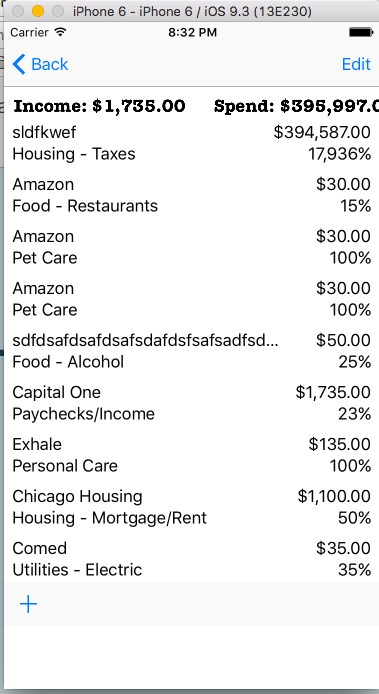 iPhone 6 - iPhone 6 / iOS 9.3 (13E230)
Carrier 8:32 PM
Back Edit
Income: $1,735.00 Spend: $395,997.0
sldfkwef $394,587.00
Housing - Taxes 17,936%
Amazon $30.00
Food - Restaurants 15%
Amazon $30.00
Pet Care 100%
Amazon $30.00
Pet Care 100%
sdfdsafdsafdsafsdafdsfsafsadfsd... $50.00
Food - Alcohol 25%
Capital One $1,735.00
Paychecks/Income 23%
Exhale $135.00
Personal Care 100%
Chicago Housing $1,100.00
Housing - Mortgage/Rent 50%
Comed $35.00
Utilities - Electric 35%
+